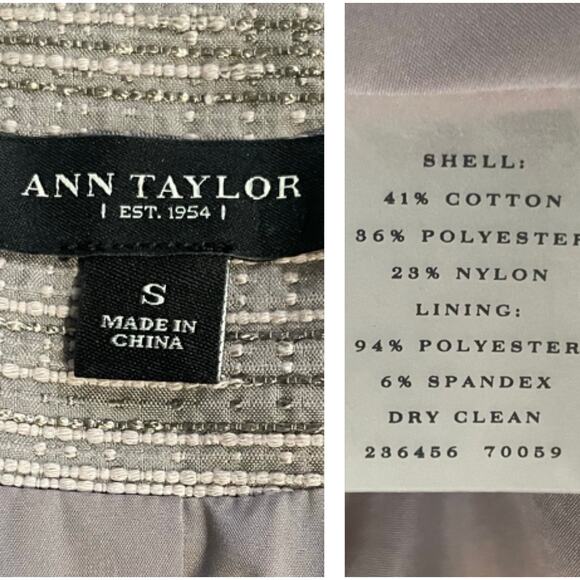 ANN TAYLOR
| EST. 1954 |
S
MADE IN
CHINA
SHELL:
41% COTTON
36% POLYESTER
23% NYLON
LINING:
94% POLYESTER
6% SPANDEX
DRY CLEAN
236456 70059